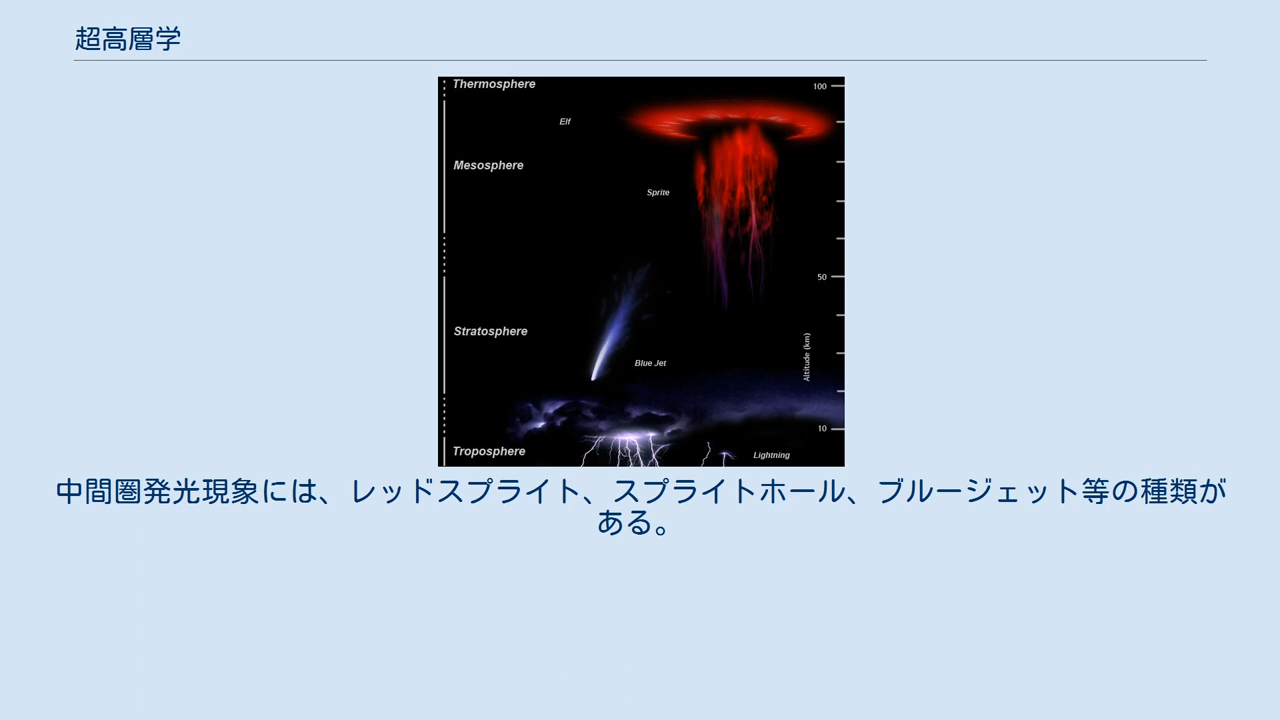 超高層学
Thermosphere
100
Elf
Mesosphere
Sprite
50
Stratosphere
Altitude (km)
Blue Jet
10
Troposphere
Lightning
中間圏発光現象には、レッドスプライト、スプライトホール、ブルージェット等の種類が
ある。